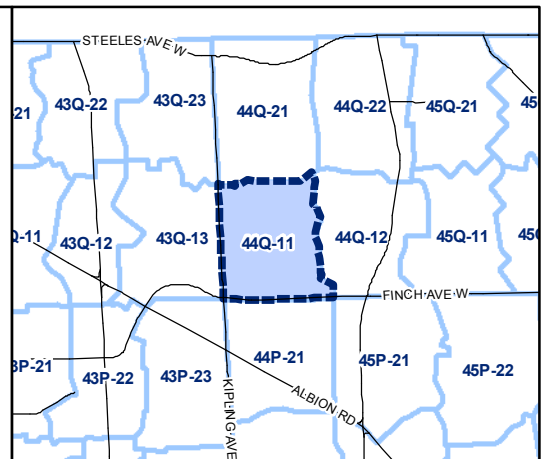 STEELES AVE W
21
43Q-22
43Q-23
44Q-21
44Q-22
45Q-21
45
Q-11
43Q-12
43Q-13
44Q-11
44Q-12
45Q-11
45Q
FINCH AVE W
3P-21
43P-22
43P-23
44P-21
45P-21
45P-22
KIPLING AVE
ALBION RD